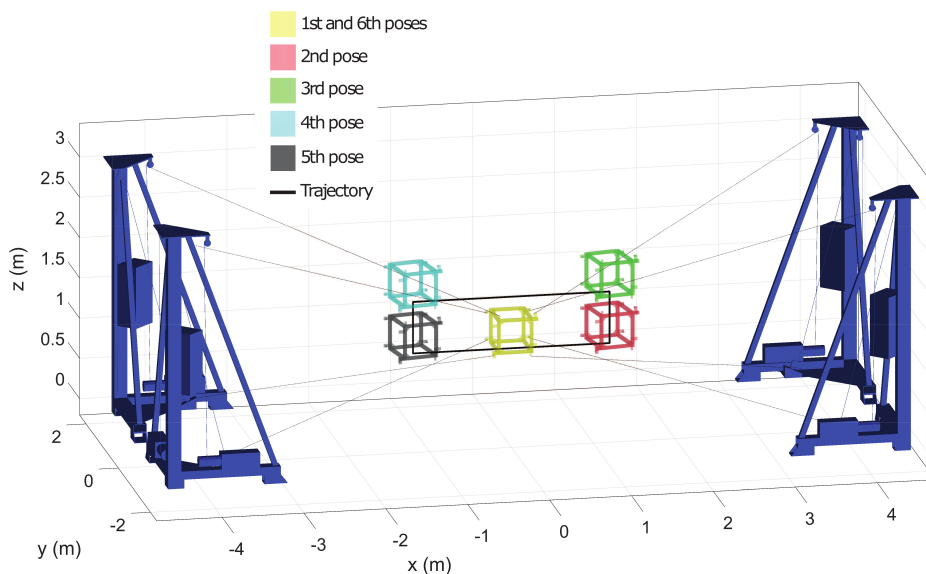 1st and 6th poses
2nd pose
3rd pose
4th pose
5th pose
Trajectory
3
2.5
2
1.5
1
0.5
0
z (m)
2
0
-2
y (m)
-4
-3
-2
-1
0
1
2
3
4
x (m)